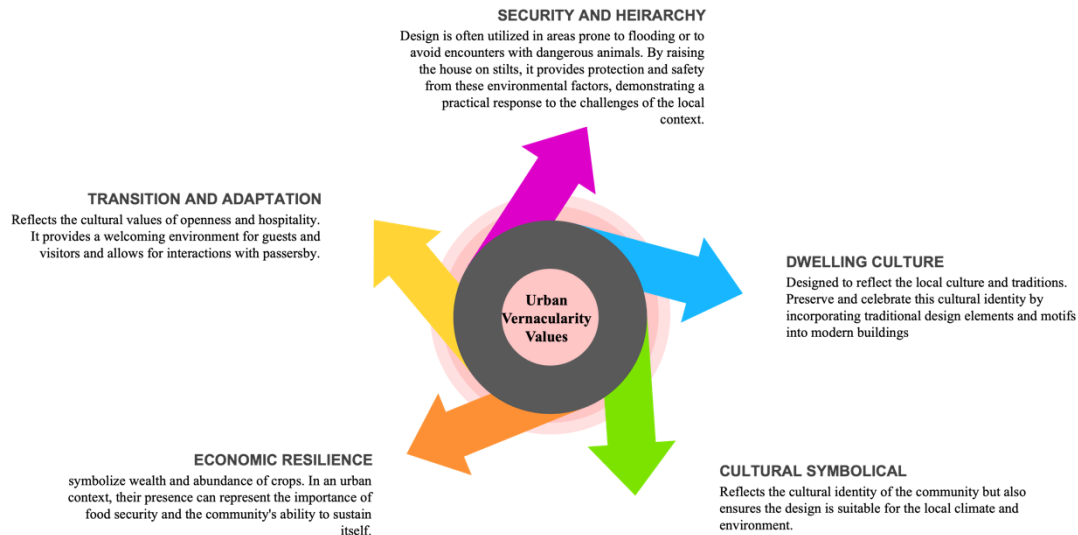 SECURITY AND HEIRARCHY
Design is often utilized in areas prone to flooding or to
avoid encounters with dangerous animals. By raising
the house on stilts, it provides protection and safety
from these environmental factors, demonstrating a
practical response to the challenges of the local
context.
TRANSITION AND ADAPTATION
Reflects the cultural values of openness and hospitality.
It provides a welcoming environment for guests and
visitors and allows for interactions with passersby.
DWELLING CULTURE
Designed to reflect the local culture and traditions.
Preserve and celebrate this cultural identity by
incorporating traditional design elements and motifs
into modern buildings
Urban
Vernacularity
Values
ECONOMIC RESILIENCE
symbolize wealth and abundance of crops. In an urban
context, their presence can represent the importance of
food security and the community's ability to sustain
itself.
CULTURAL SYMBOLICAL
Reflects the cultural identity of the community but also
ensures the design is suitable for the local climate and
environment.